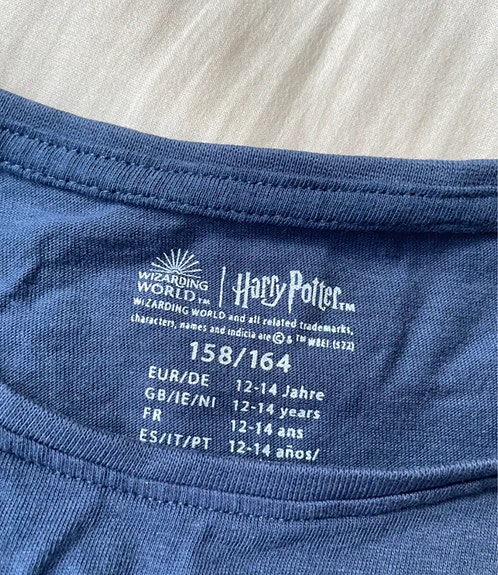 WIZARDING
WORLD™ | Harry Potter™
WIZARDING WORLD and all related trademarks,
characters, names and indicia are © & ™ WBEI. (s22)
158/164
EUR/DE 12-14 Jahre
GB/IE/NI 12-14 years
FR 12-14 ans
ES/IT/PT 12-14 años/